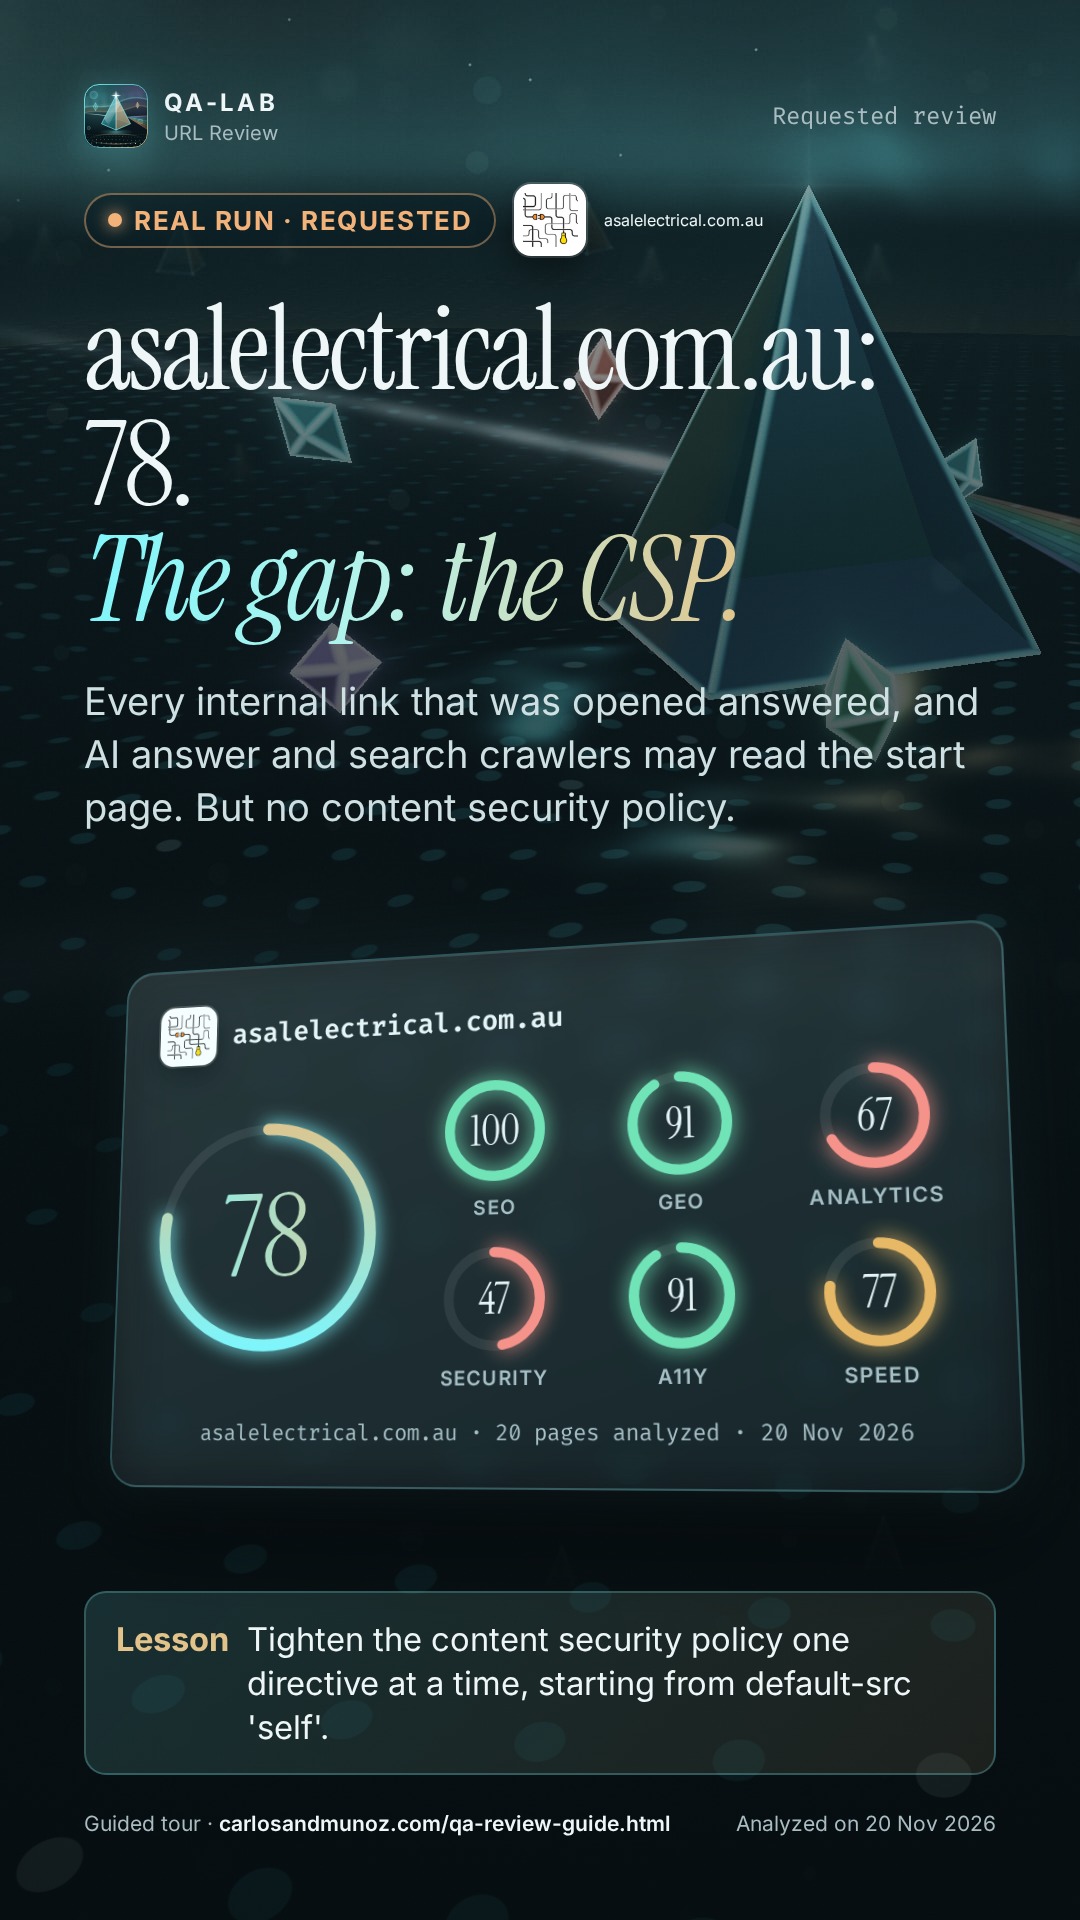 QA-LAB
URL Review
Requested review
REAL RUN · REQUESTED
asalelectrical.com.au
asalelectrical.com.au:
78.
The gap: the CSP.
Every internal link that was opened answered, and
AI answer and search crawlers may read the start
page. But no content security policy.
asalelectrical.com.au
78
100
SEO
91
GEO
67
ANALYTICS
47
SECURITY
91
A11Y
77
SPEED
asalelectrical.com.au · 20 pages analyzed · 20 Nov 2026
Lesson Tighten the content security policy one
directive at a time, starting from default-src
'self'.
Guided tour · carlosandmunoz.com/qa-review-guide.html
Analyzed on 20 Nov 2026